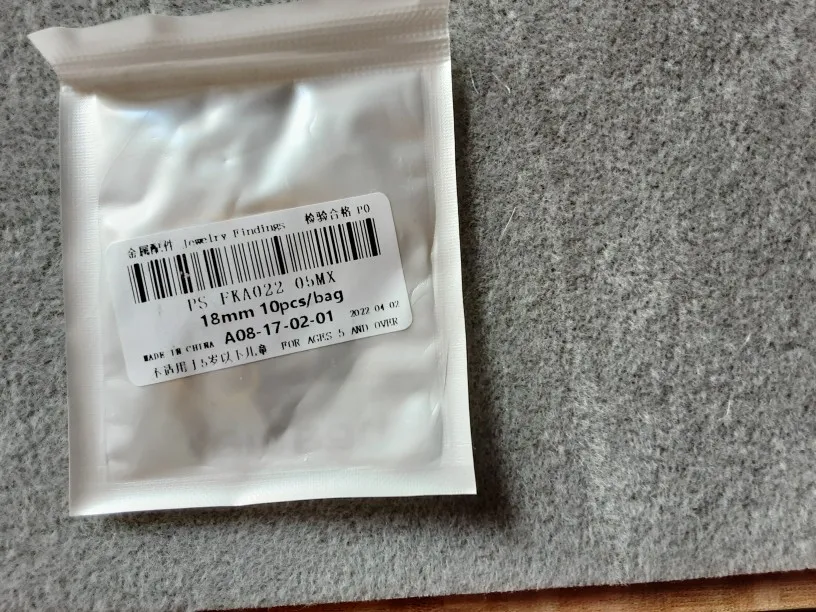 金属配件 Jewelry Findings 检验合格 P0
PS FKA022 05MX
18mm 10pcs/bag
A08-17-02-01 2022 04 02
MADE IN CHINA FOR AGES 5 AND OVER
不适用于5岁以下儿童